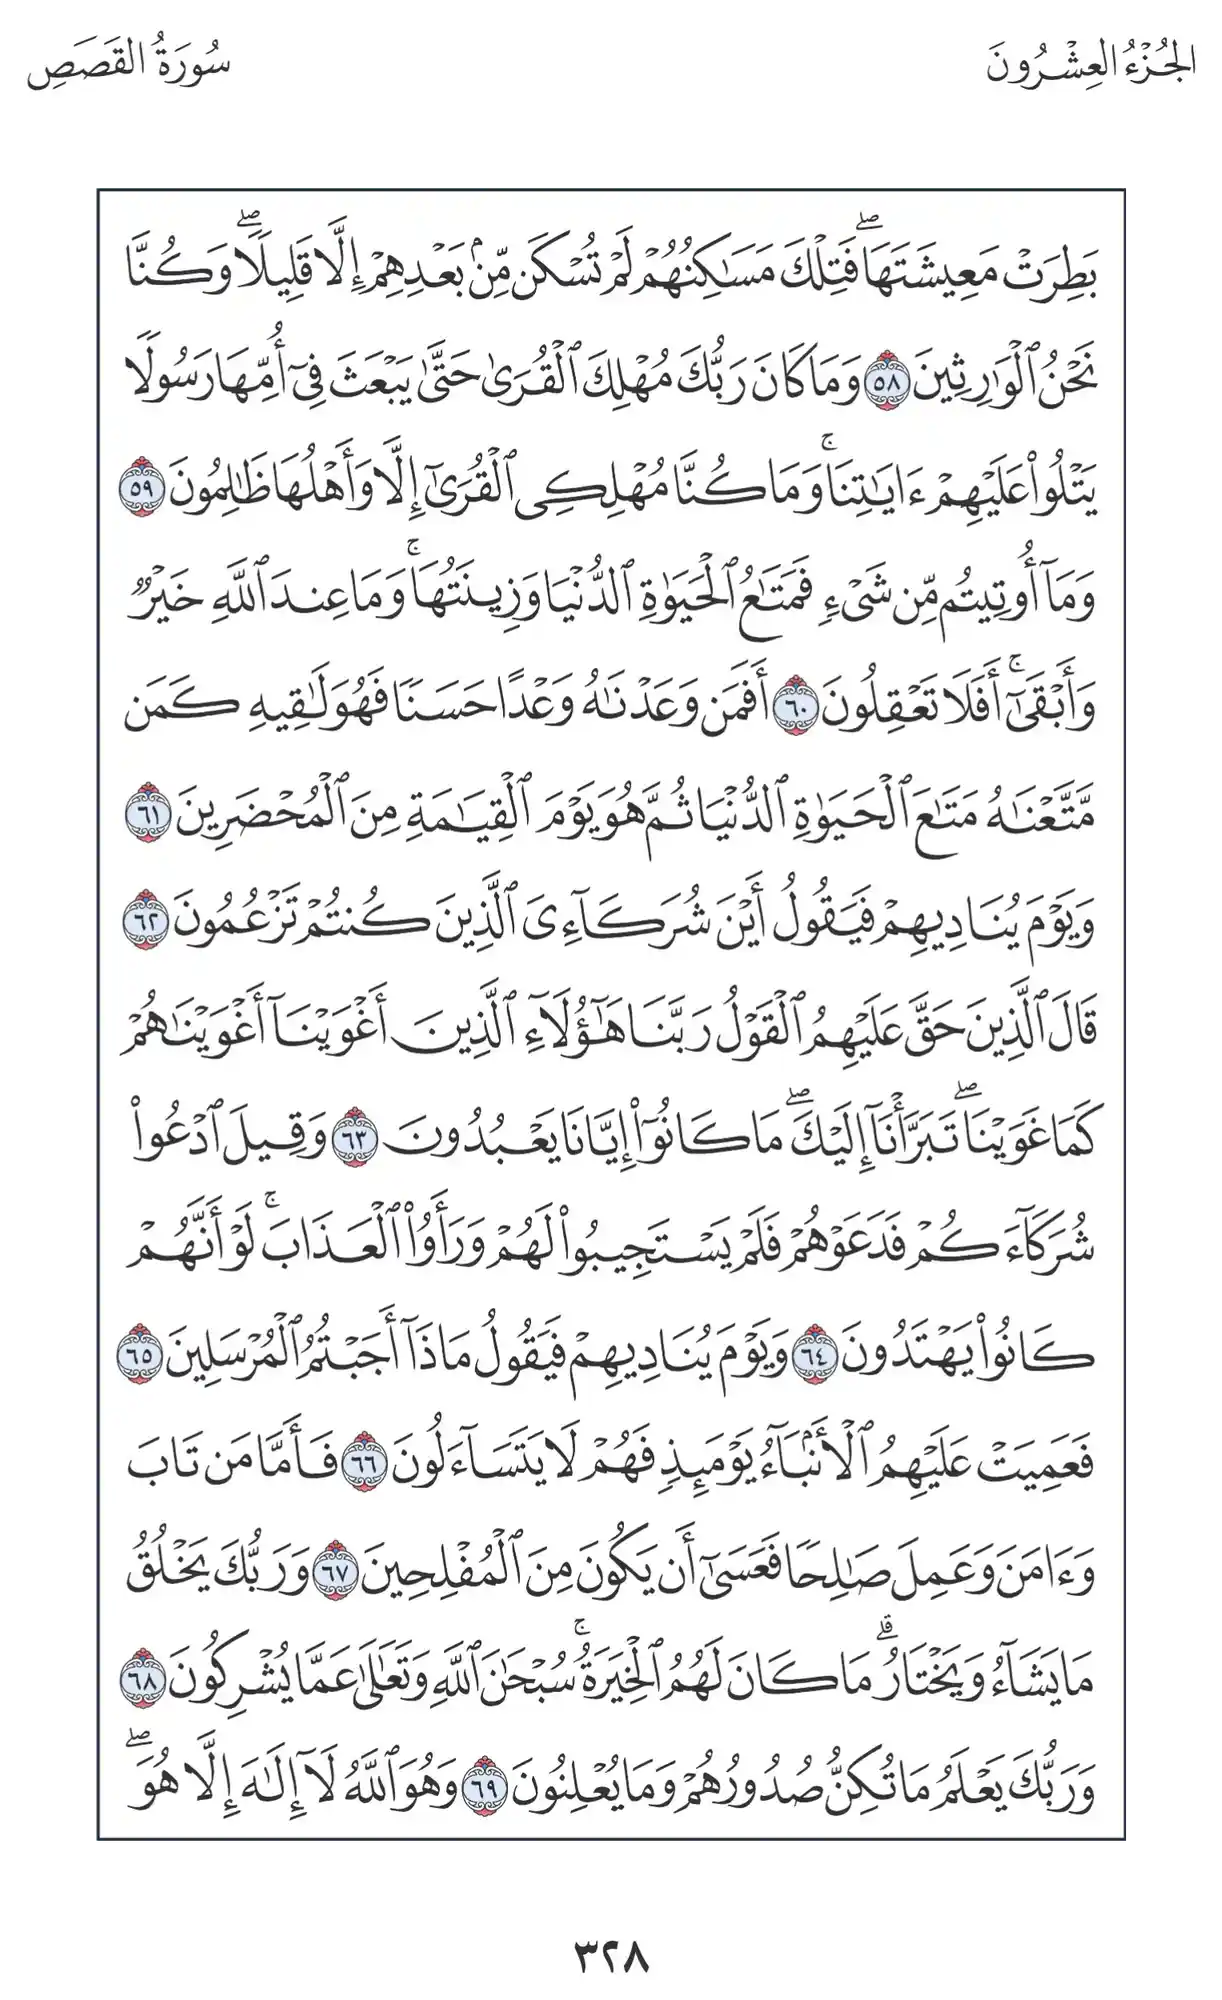 الجُزْءُ العِشْرُونَ
سُورَةُ القَصَصِ
بَطِرَتْ مَعِيشَتَهَاۖ فَتِلْكَ مَسَٰكِنُهُمْ لَمْ تُسْكَن مِّنۢ بَعْدِهِمْ إِلَّا قَلِيلًاۖ وَكُنَّا
نَحْنُ ٱلْوَٰرِثِينَ ٥٨ وَمَا كَانَ رَبُّكَ مُهْلِكَ ٱلْقُرَىٰ حَتَّىٰ يَبْعَثَ فِىٓ أُمِّهَا رَسُولًا
يَتْلُوا۟ عَلَيْهِمْ ءَايَٰتِنَاۚ وَمَا كُنَّا مُهْلِكِى ٱلْقُرَىٰٓ إِلَّا وَأَهْلُهَا ظَٰلِمُونَ ٥٩
وَمَآ أُوتِيتُم مِّن شَىْءٍ فَمَتَٰعُ ٱلْحَيَوٰةِ ٱلدُّنْيَا وَزِينَتُهَاۚ وَمَا عِندَ ٱللَّهِ خَيْرٌ
وَأَبْقَىٰٓۚ أَفَلَا تَعْقِلُونَ ٦٠ أَفَمَن وَعَدْنَٰهُ وَعْدًا حَسَنًا فَهُوَ لَٰقِيهِ كَمَن
مَّتَّعْنَٰهُ مَتَٰعَ ٱلْحَيَوٰةِ ٱلدُّنْيَا ثُمَّ هُوَ يَوْمَ ٱلْقِيَٰمَةِ مِنَ ٱلْمُحْضَرِينَ ٦١
وَيَوْمَ يُنَادِيهِمْ فَيَقُولُ أَيْنَ شُرَكَآءِىَ ٱلَّذِينَ كُنتُمْ تَزْعُمُونَ ٦٢
قَالَ ٱلَّذِينَ حَقَّ عَلَيْهِمُ ٱلْقَوْلُ رَبَّنَا هَٰٓؤُلَآءِ ٱلَّذِينَ أَغْوَيْنَآ أَغْوَيْنَٰهُمْ
كَمَا غَوَيْنَاۖ تَبَرَّأْنَآ إِلَيْكَۖ مَا كَانُوٓا۟ إِيَّانَا يَعْبُدُونَ ٦٣ وَقِيلَ ٱدْعُوا۟
شُرَكَآءَكُمْ فَدَعَوْهُمْ فَلَمْ يَسْتَجِيبُوا۟ لَهُمْ وَرَأَوُا۟ ٱلْعَذَابَۚ لَوْ أَنَّهُمْ
كَانُوا۟ يَهْتَدُونَ ٦٤ وَيَوْمَ يُنَادِيهِمْ فَيَقُولُ مَاذَآ أَجَبْتُمُ ٱلْمُرْسَلِينَ ٦٥
فَعَمِيَتْ عَلَيْهِمُ ٱلْأَنۢبَآءُ يَوْمَئِذٍ فَهُمْ لَا يَتَسَآءَلُونَ ٦٦ فَأَمَّا مَن تَابَ
وَءَامَنَ وَعَمِلَ صَٰلِحًا فَعَسَىٰٓ أَن يَكُونَ مِنَ ٱلْمُفْلِحِينَ ٦٧ وَرَبُّكَ يَخْلُقُ
مَا يَشَآءُ وَيَخْتَارُۗ مَا كَانَ لَهُمُ ٱلْخِيَرَةُۚ سُبْحَٰنَ ٱللَّهِ وَتَعَٰلَىٰ عَمَّا يُشْرِكُونَ ٦٨
وَرَبُّكَ يَعْلَمُ مَا تُكِنُّ صُدُورُهُمْ وَمَا يُعْلِنُونَ ٦٩ وَهُوَ ٱللَّهُ لَآ إِلَٰهَ إِلَّا هُوَۖ
٣٢٨